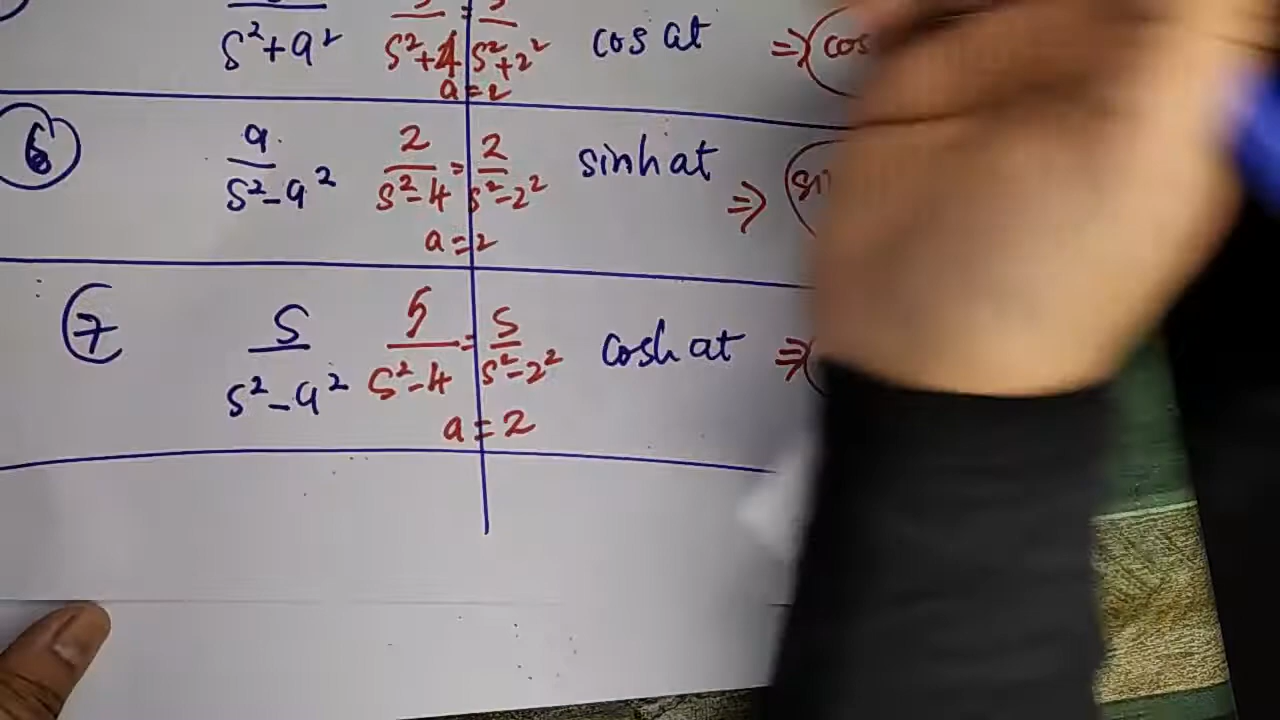 s²+a² s²+4 = s²+2² cos at ⇒ cos
a = 2
6 a/s²-a² 2/s²-4 = 2/s²-2² sinh at ⇒
a = 2
7 s/s²-a² s/s²-4 = s/s²-2² cosh at ⇒
a = 2